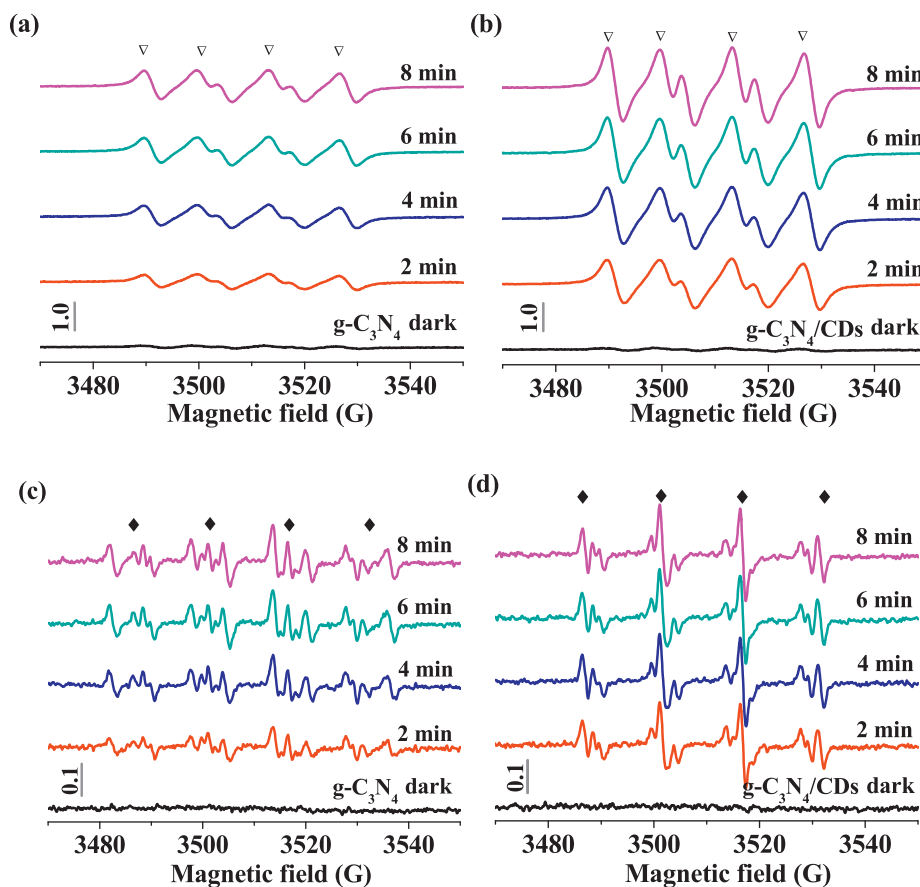 (a)
8 min
6 min
4 min
2 min
1.0
g-C₃N₄ dark
3480 3500 3520 3540
Magnetic field (G)
(b)
8 min
6 min
4 min
2 min
1.0
g-C₃N₄/CDs dark
3480 3500 3520 3540
Magnetic field (G)
(c)
8 min
6 min
4 min
2 min
0.1
g-C₃N₄ dark
3480 3500 3520 3540
Magnetic field (G)
(d)
8 min
6 min
4 min
2 min
0.1
g-C₃N₄/CDs dark
3480 3500 3520 3540
Magnetic field (G)